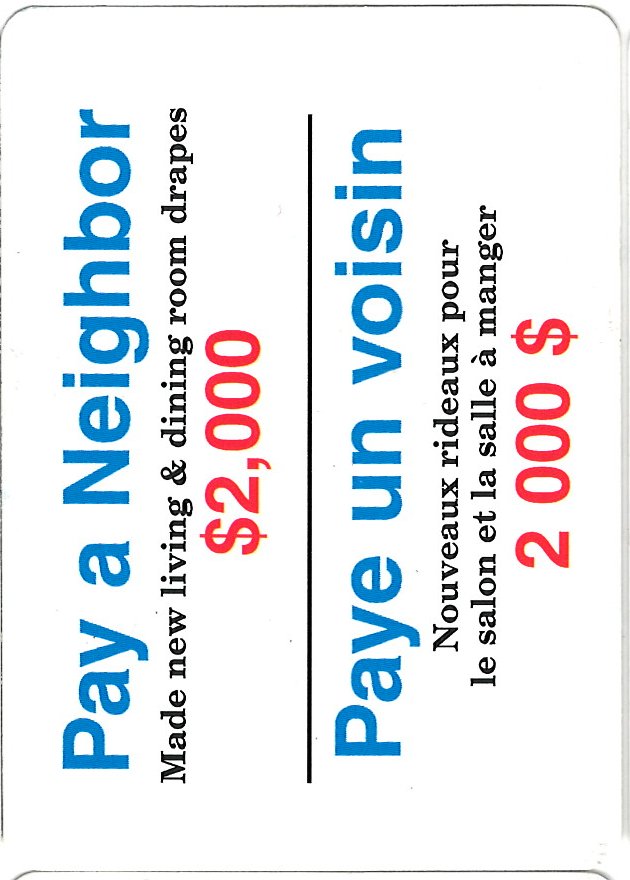 Pay a Neighbor
Made new living & dining room drapes
$2,000
Paye un voisin
Nouveaux rideaux pour
le salon et la salle à manger
2 000 $